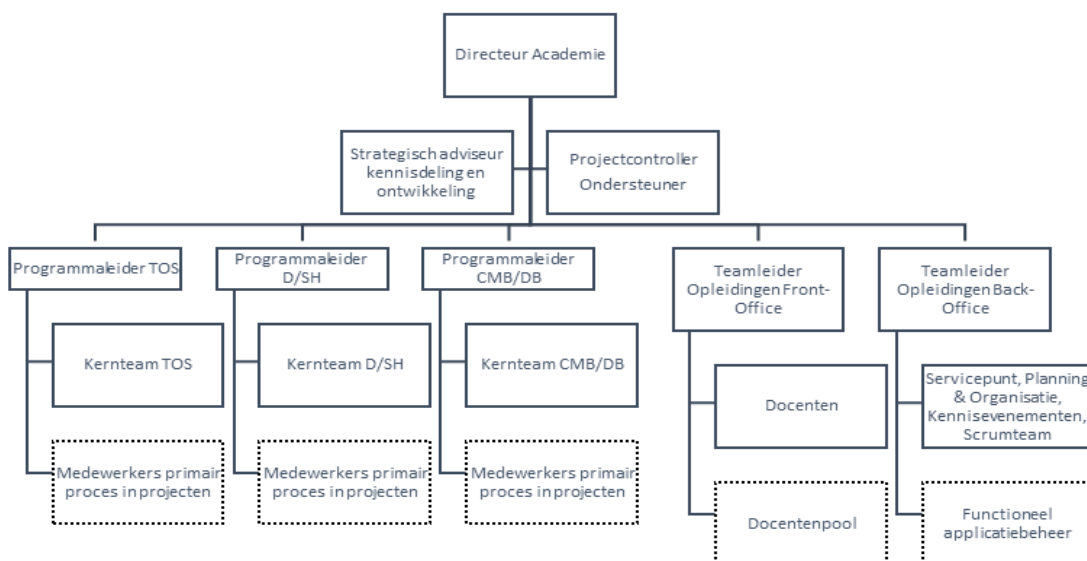 Directeur Academie
Strategisch adviseur
kennisdeling en
ontwikkeling
Projectcontroller
Ondersteuner
Programmaleider TOS
Programmaleider
D/SH
Programmaleider
CMB/DB
Teamleider
Opleidingen Front-
Office
Teamleider
Opleidingen Back-
Office
Kernteam TOS
Kernteam D/SH
Kernteam CMB/DB
Docenten
Servicepunt, Planning
& Organisatie,
Kennisevenementen,
Scrumteam
Medewerkers primair
proces in projecten
Medewerkers primair
proces in projecten
Medewerkers primair
proces in projecten
Docentenpool
Functioneel
applicatiebeheer